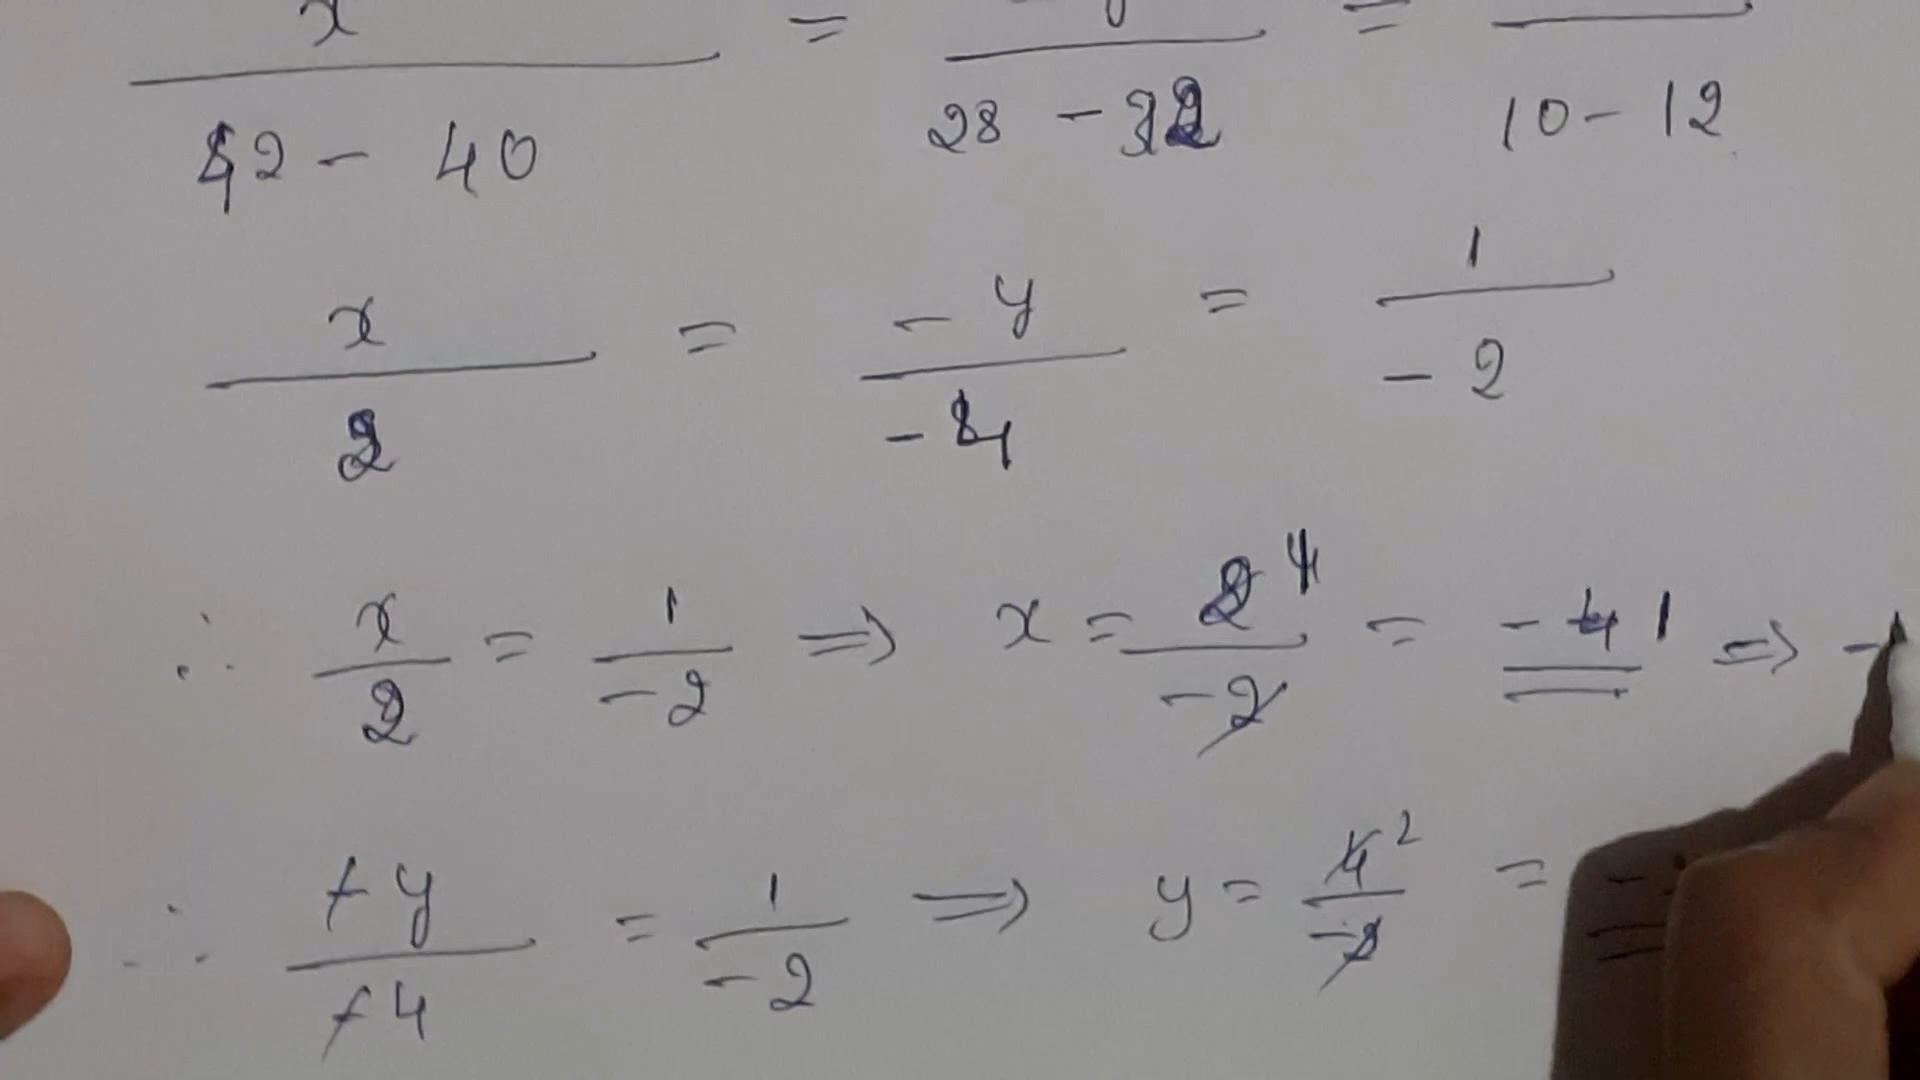 x = y =
42 - 40 28 - 32 10 - 12
x/2 = -y/-4 = 1/-2
∴ x/2 = 1/-2 ⇒ x = 2/-2 = -1 ⇒ -
∴ -y/-4 = 1/-2 ⇒ y = 4 2/-2 =